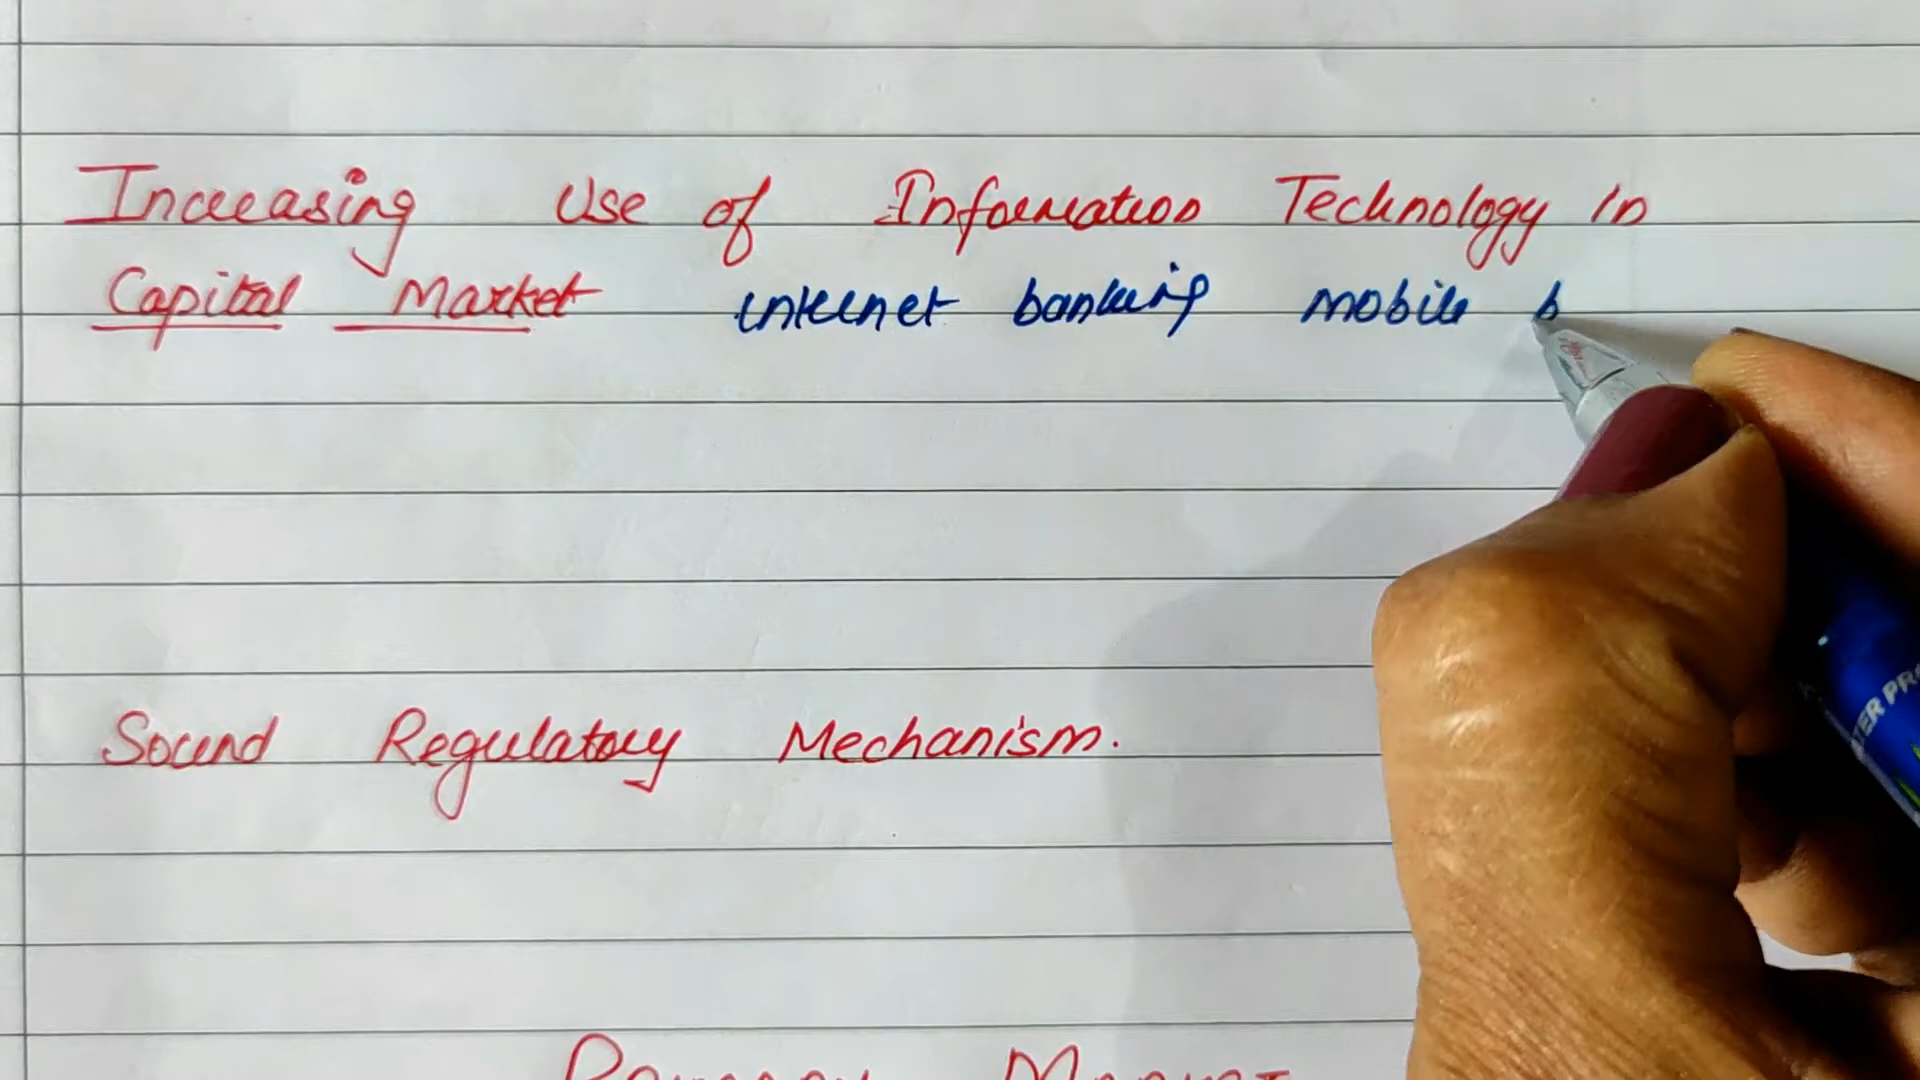 Increasing Use of Information Technology in
Capital Market internet banking mobile b
Sound Regulatory Mechanism.